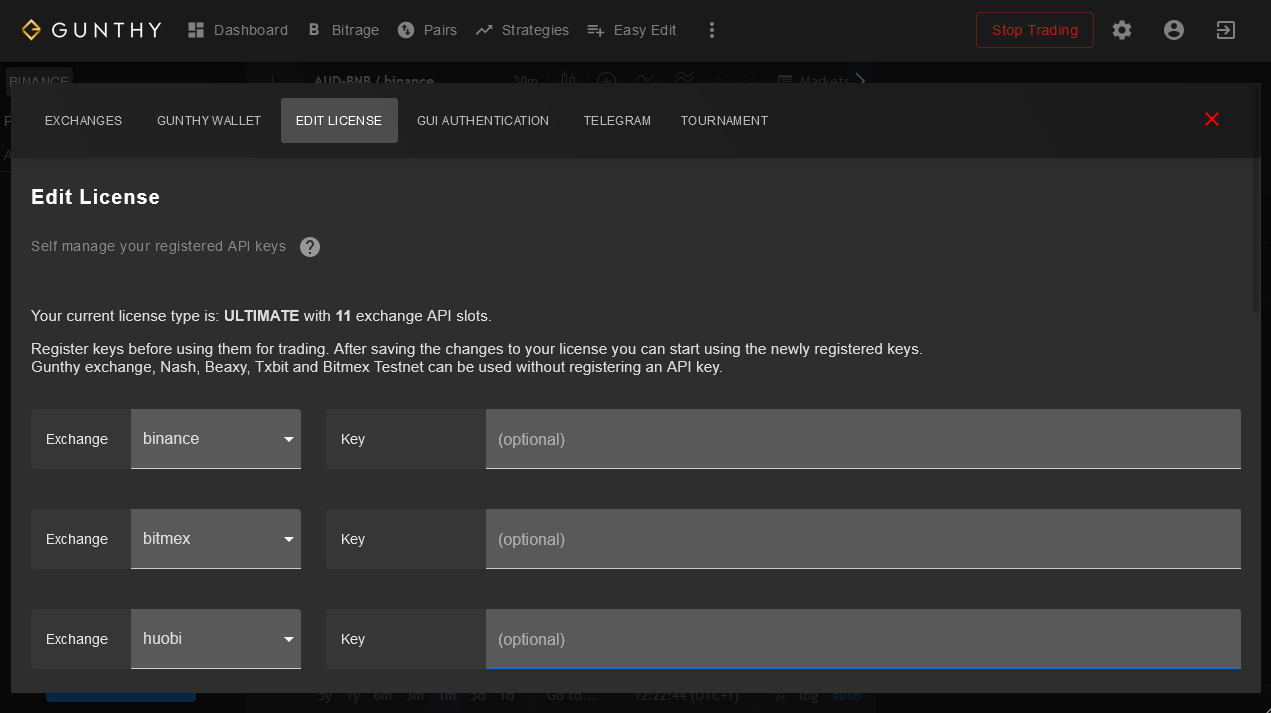 GUNTHY Dashboard B Bitrage Pairs Strategies Easy Edit Stop Trading
BINANCE AUD-BNB / binance 30m Markets
EXCHANGES GUNTHY WALLET EDIT LICENSE GUI AUTHENTICATION TELEGRAM TOURNAMENT
Edit License
Self manage your registered API keys ?
Your current license type is: ULTIMATE with 11 exchange API slots.
Register keys before using them for trading. After saving the changes to your license you can start using the newly registered keys.
Gunthy exchange, Nash, Beaxy, Txbit and Bitmex Testnet can be used without registering an API key.
Exchange binance Key (optional)
Exchange bitmex Key (optional)
Exchange huobi Key (optional)
5y 1y 6m 3m 1m 5d 1d Go to... 12:22:44 (UTC+1) % log auto